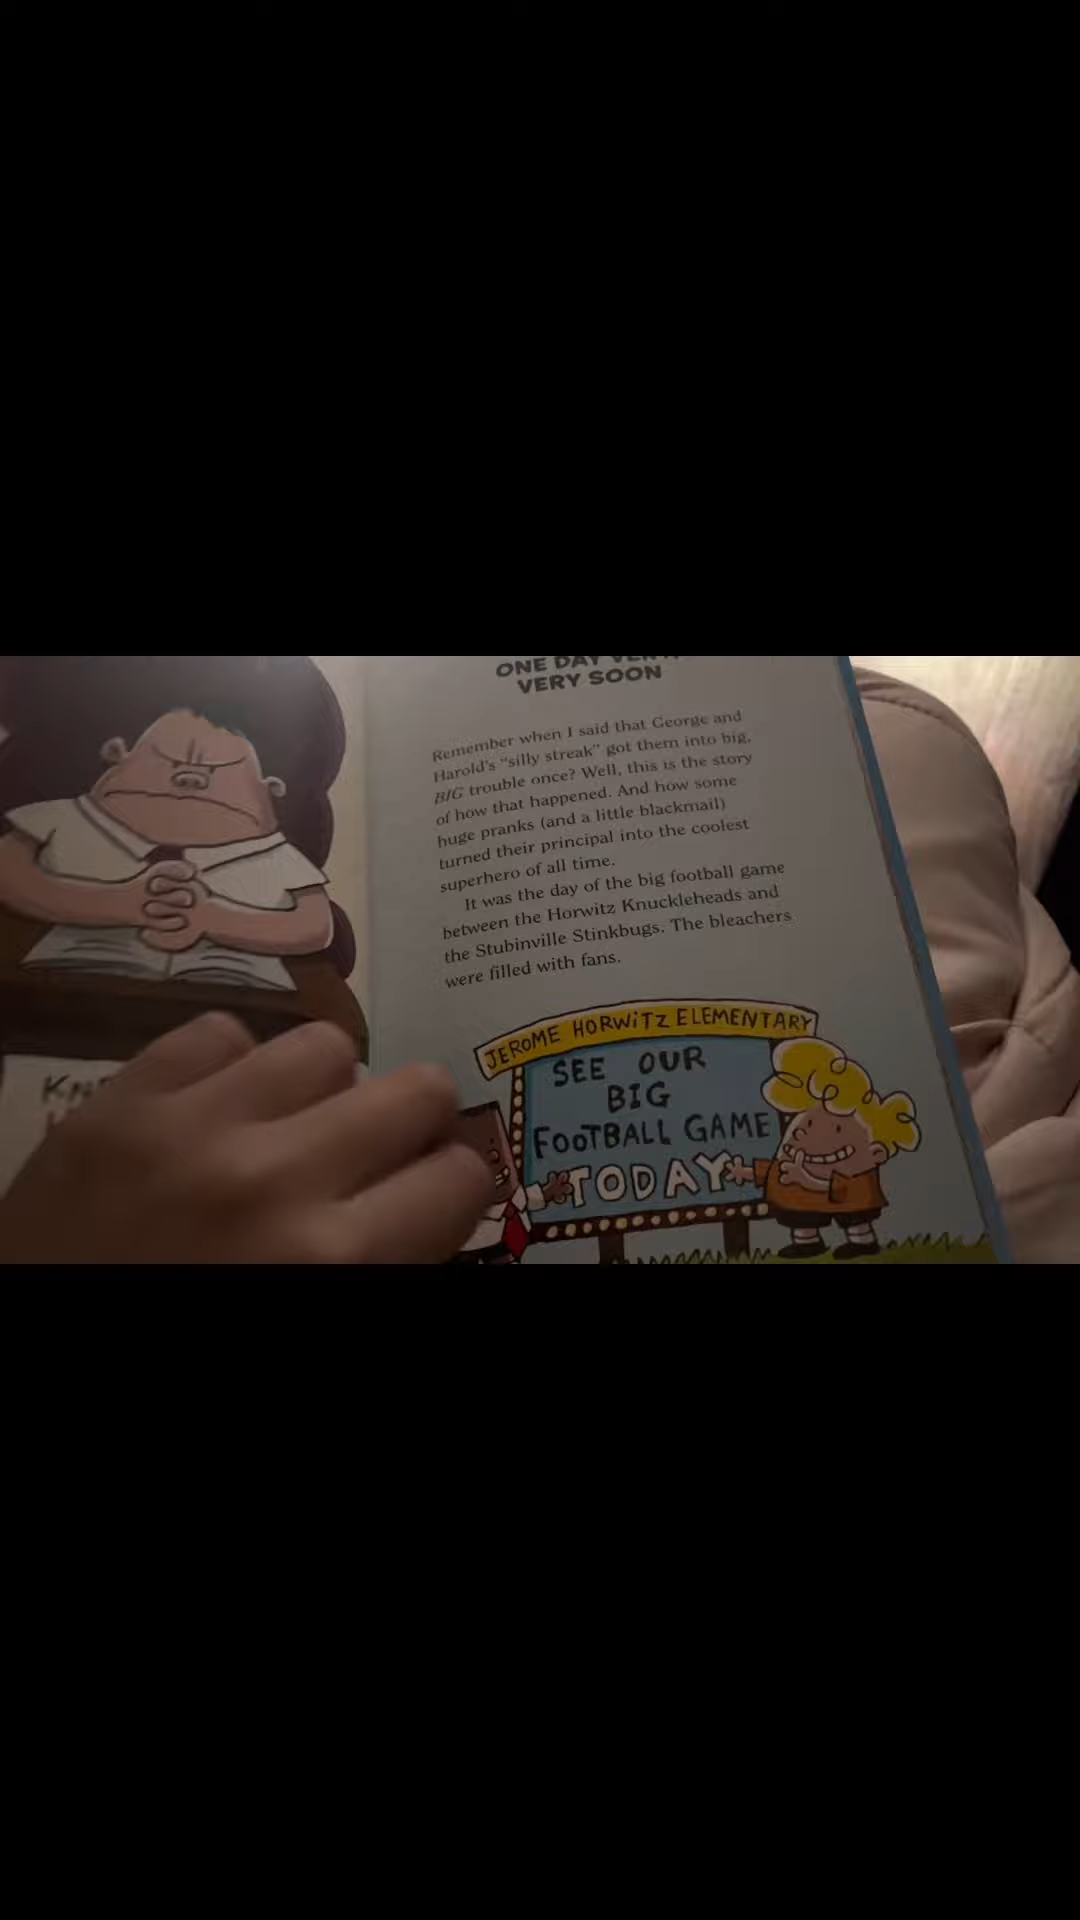 ONE DAY
VERY SOON
Remember when I said that George and
Harold's "silly streak" got them into big,
BIG trouble once? Well, this is the story
of how that happened. And how some
huge pranks (and a little blackmail)
turned their principal into the coolest
superhero of all time.
It was the day of the big football game
between the Horwitz Knuckleheads and
the Stubinville Stinkbugs. The bleachers
were filled with fans.
JEROME HORWiTZ ELEMENTARY
SEE OUR
BIG
FOOTBALL GAME
TODAY